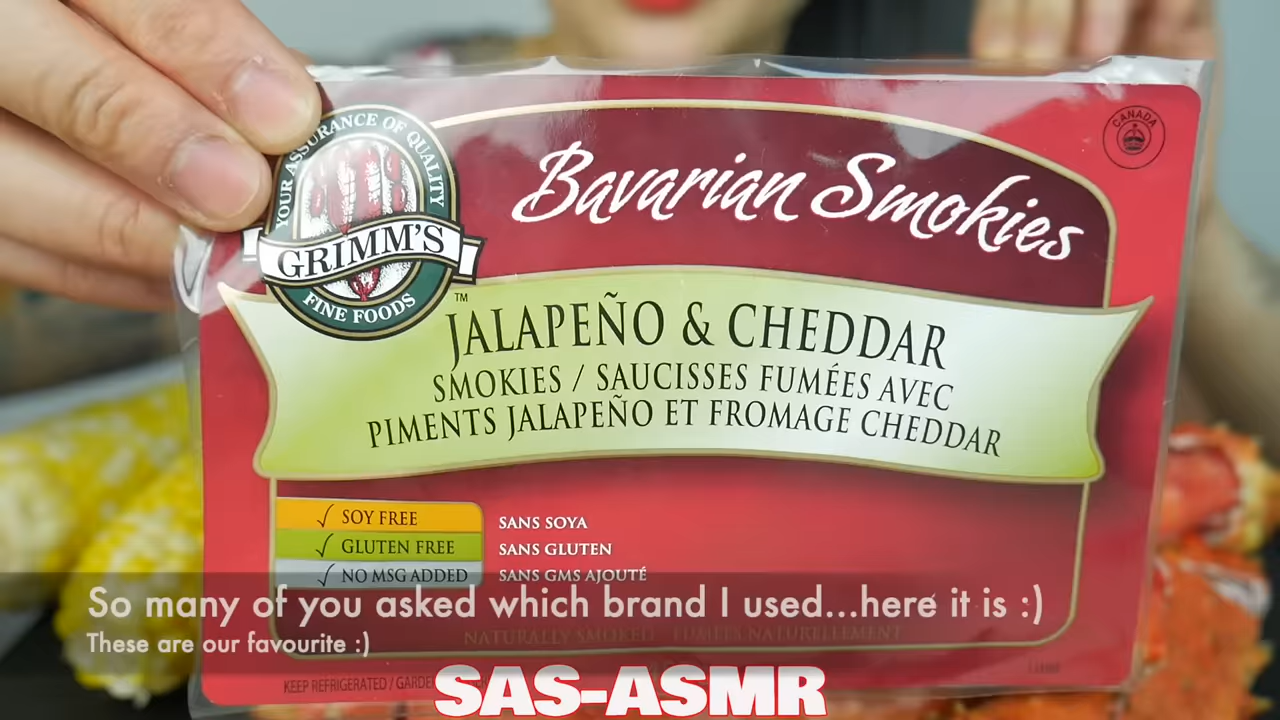 YOUR ASSURANCE OF QUALITY
GRIMM'S
FINE FOODS
TM
Bavarian Smokies
CANADA
JALAPEÑO & CHEDDAR
SMOKIES / SAUCISSES FUMÉES AVEC
PIMENTS JALAPEÑO ET FROMAGE CHEDDAR
✓ SOY FREE SANS SOYA
✓ GLUTEN FREE SANS GLUTEN
✓ NO MSG ADDED SANS GMS AJOUTÉ
So many of you asked which brand I used...here it is :)
NATURALLY SMOKED FUMÉES NATURELLEMENT
These are our favourite :)
KEEP REFRIGERATED /
SAS-ASMR